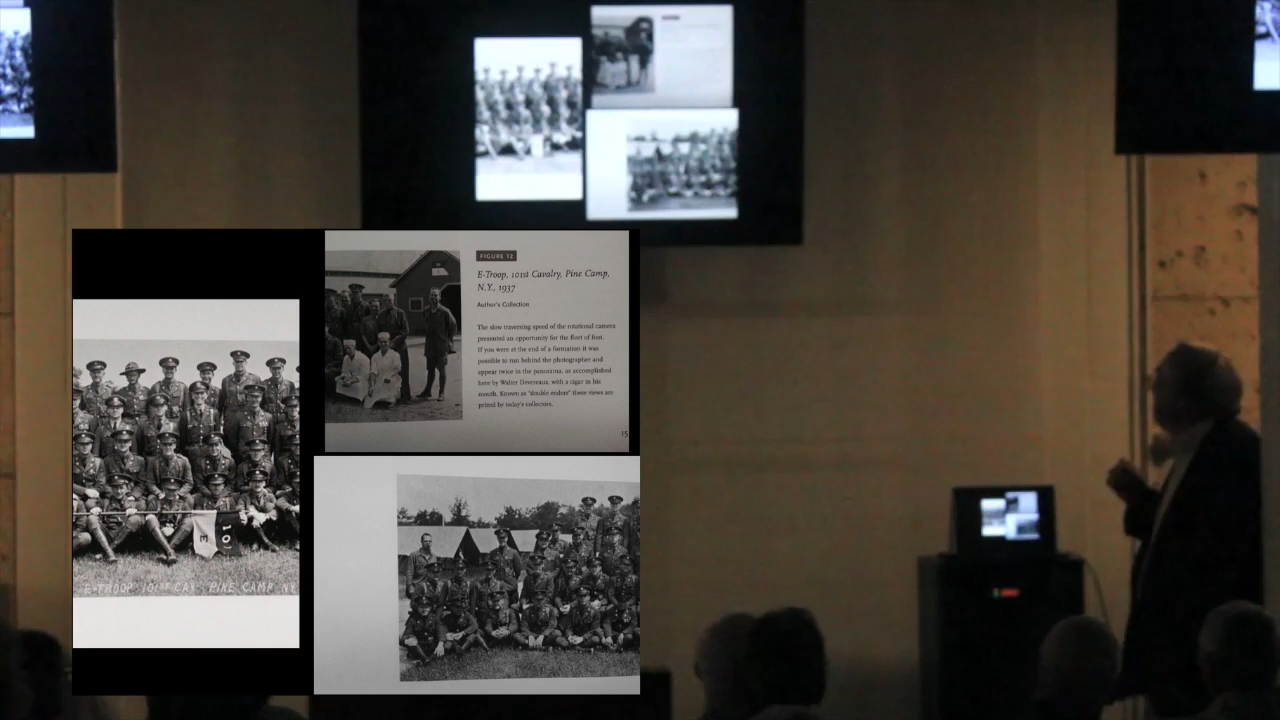 FIGURE 12
E-Troop, 101st Cavalry, Pine Camp,
N.Y., 1937
Author's Collection
The slow traversing speed of the rotational camera
presented an opportunity for the fleet of foot.
If you were at the end of a formation it was
possible to run behind the photographer and
appear twice in the panorama, as accomplished
here by Walter Devereaux, with a cigar in his
mouth. Known as "double enders" these views are
prized by today's collectors.
15
101
E
E-TROOP 101ST CAV PINE CAMP NY